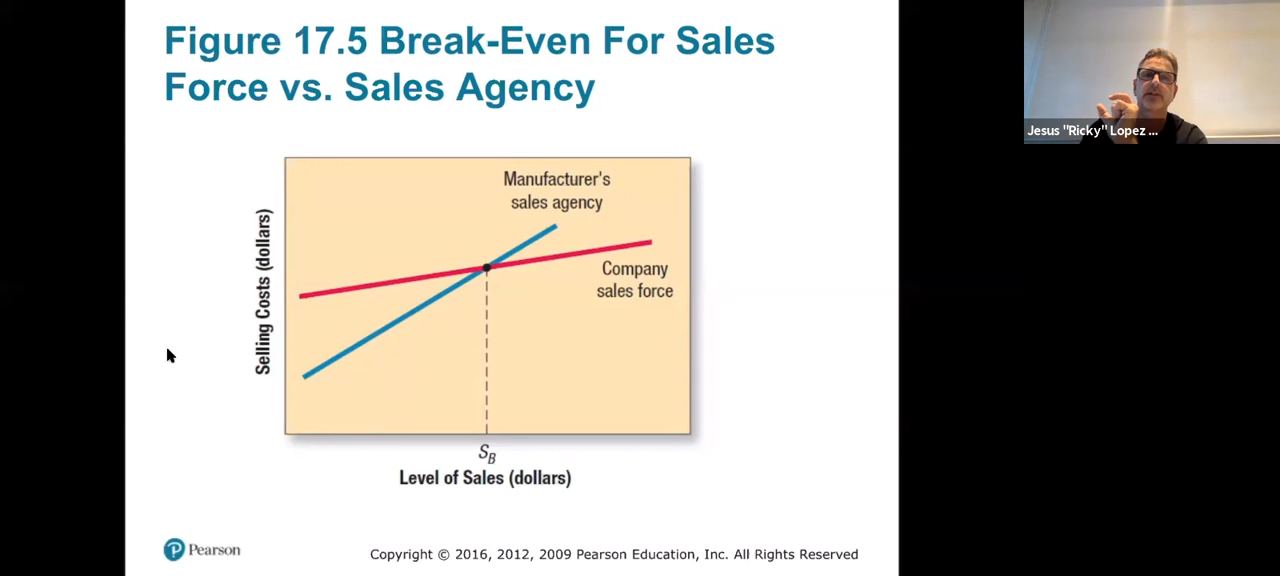 Figure 17.5 Break-Even For Sales
Force vs. Sales Agency
Jesus "Ricky" Lopez ...
Manufacturer's
sales agency
Company
sales force
Selling Costs (dollars)
SB
Level of Sales (dollars)
Pearson
Copyright © 2016, 2012, 2009 Pearson Education, Inc. All Rights Reserved